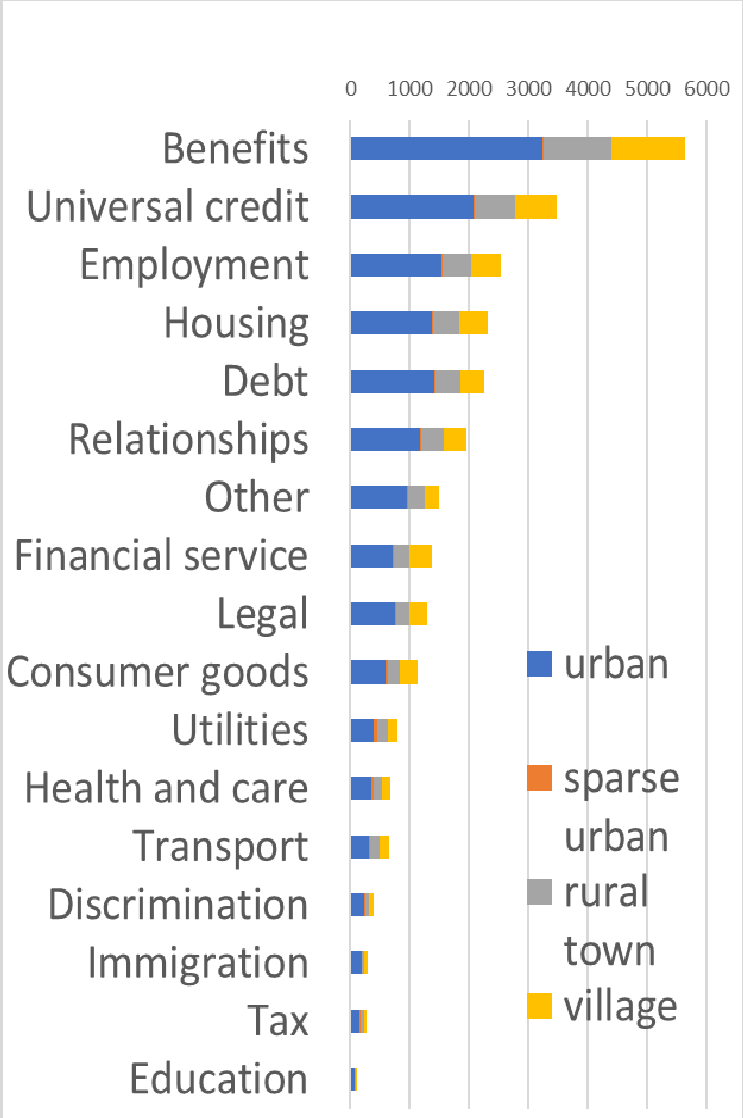 0 1000 2000 3000 4000 5000 6000
Benefits
Universal credit
Employment
Housing
Debt
Relationships
Other
Financial service
Legal
Consumer goods
Utilities
Health and care
Transport
Discrimination
Immigration
Tax
Education
urban
sparse
urban
rural
town
village